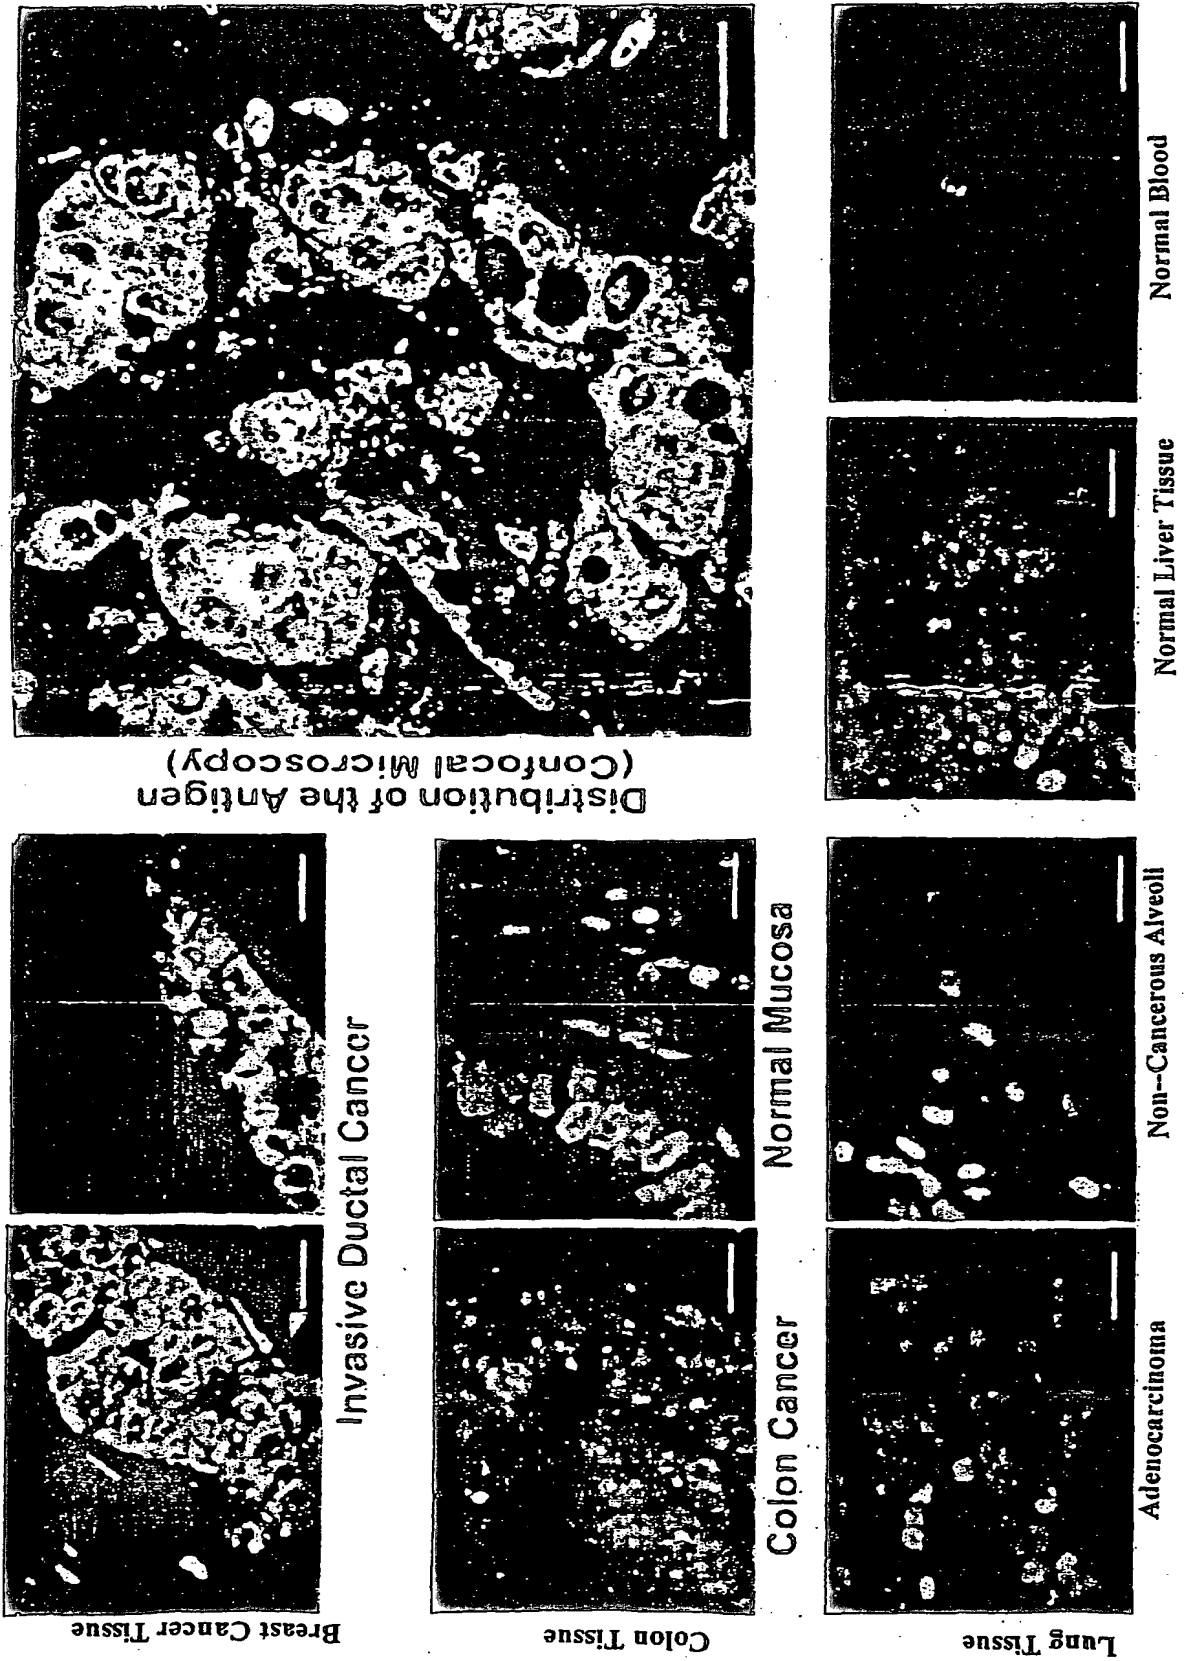 Breast Cancer Tissue
Invasive Ductal Cancer
Distribution of the Antigen
(Confocal Microscopy)
Colon Tissue
Colon Cancer
Normal Mucosa
Lung Tissue
Adenocarcinoma
Non--Cancerous Alveoli
Normal Liver Tissue
Normal Blood